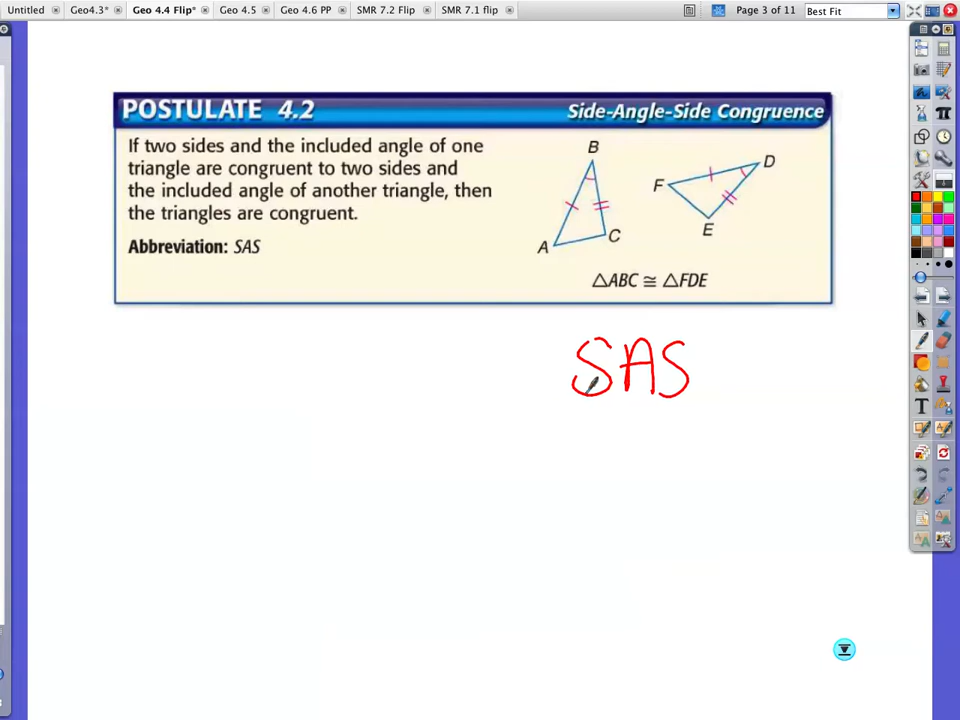 Untitled
Geo4.3*
Geo 4.4 Flip*
Geo 4.5
Geo 4.6 PP
SMR 7.2 Flip
SMR 7.1 flip
Page 3 of 11
Best Fit
POSTULATE 4.2
Side-Angle-Side Congruence
If two sides and the included angle of one
triangle are congruent to two sides and
the included angle of another triangle, then
the triangles are congruent.
Abbreviation: SAS
B
D
F
C
E
A
△ABC ≅ △FDE
SAS
T